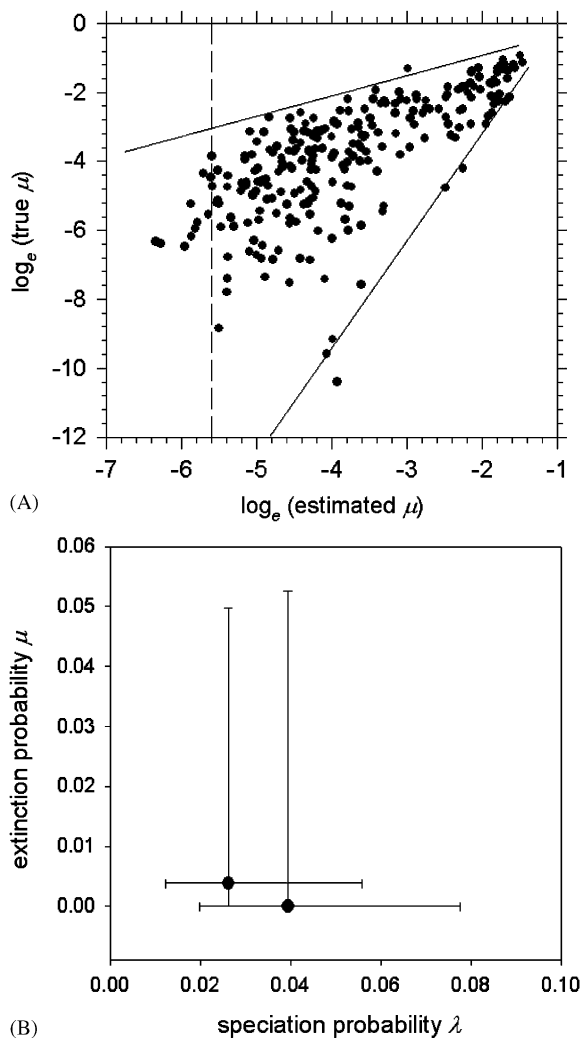 0
-2
-4
-6
-8
-10
-12
log_e (true μ)
-7 -6 -5 -4 -3 -2 -1
log_e (estimated μ)
(A)
0.06
0.05
0.04
0.03
0.02
0.01
0.00
extinction probability μ
0.00 0.02 0.04 0.06 0.08 0.10
speciation probability λ
(B)